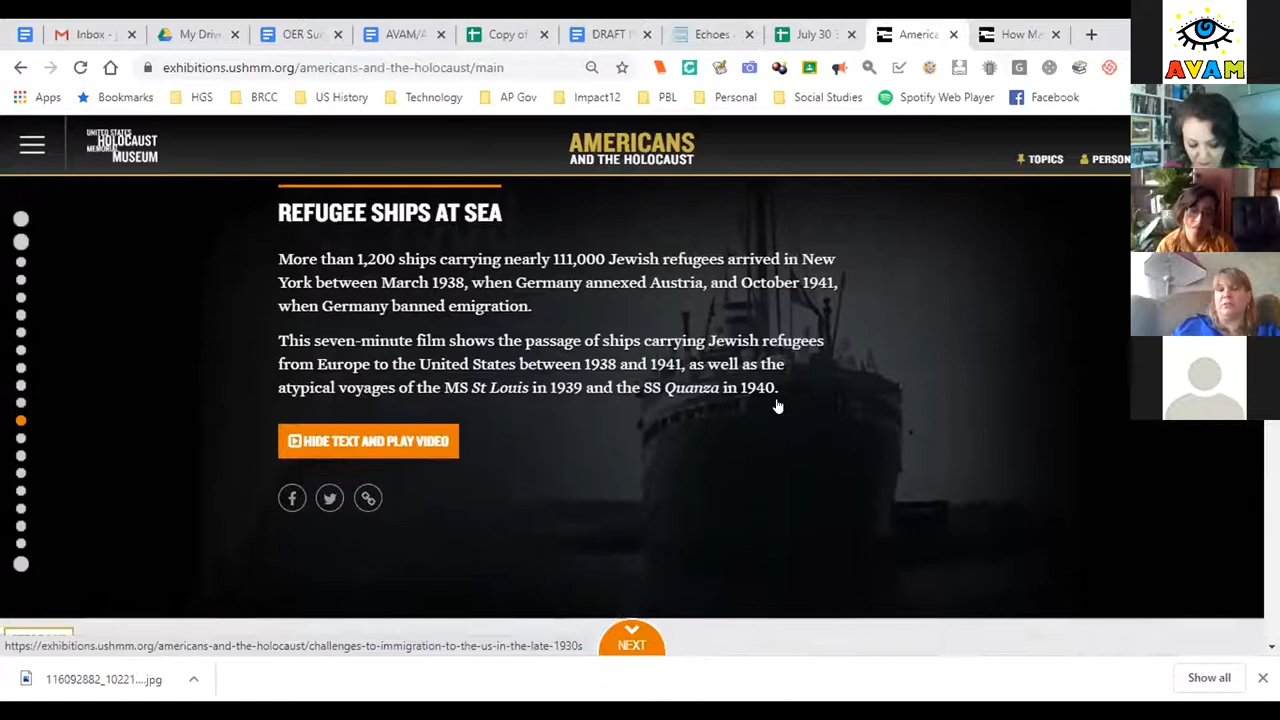 Inbox - j
My Driv
OER Su
AVAM/A
Cop
DRAFT
Echoes
July 30
America
How Ma
AVAM
exhibitions.ushmm.org/americans-and-the-holocaust/main
Apps
Bookmarks
HGS
BRCC
US History
Technology
AP Gov
Impact12
PBL
Personal
Social Studies
Spotify Web Player
Facebook
UNITED STATES
HOLOCAUST
MEMORIAL
MUSEUM
AMERICANS
AND THE HOLOCAUST
TOPICS
PERSON
REFUGEE SHIPS AT SEA
More than 1,200 ships carrying nearly 111,000 Jewish refugees arrived in New
York between March 1938, when Germany annexed Austria, and October 1941,
when Germany banned emigration.
This seven-minute film shows the passage of ships carrying Jewish refugees
from Europe to the United States between 1938 and 1941, as well as the
atypical voyages of the MS St Louis in 1939 and the SS Quanza in 1940.
HIDE TEXT AND PLAY VIDEO
NEXT
https://exhibitions.ushmm.org/americans-and-the-holocaust/challenges-to-immigration-to-the-us-in-the-late-1930s
116092882_10221....jpg
Show all